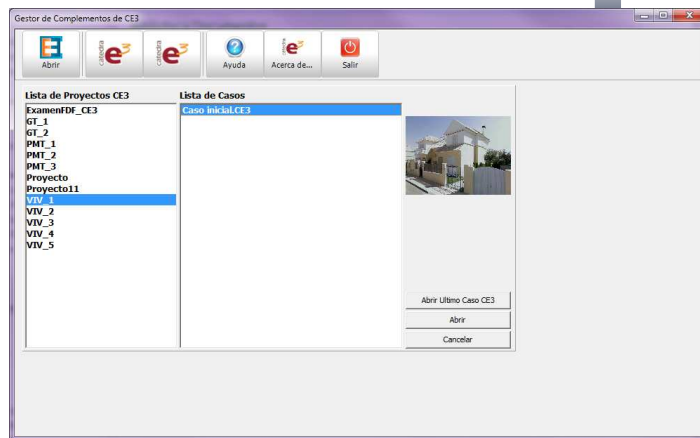 Gestor de Complementos de CE3
Abrir
catedra e3
catedra e3
Ayuda
e3
Acerca de...
Salir
Lista de Proyectos CE3
Lista de Casos
ExamenFDF_CE3
GT_1
GT_2
PMT_1
PMT_2
PMT_3
Proyecto
Proyecto11
VIV_1
VIV_2
VIV_3
VIV_4
VIV_5
Caso inicial.CE3
Abrir Ultimo Caso CE3
Abrir
Cancelar